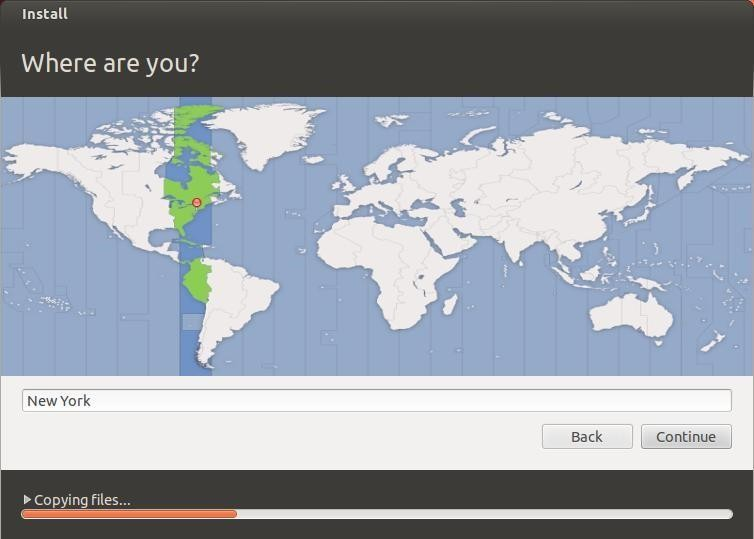 Install
Where are you?
New York
Back Continue
Copying files...